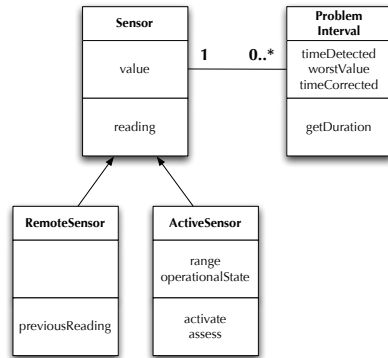 Sensor
value
reading
1
0..*
Problem
Interval
timeDetected
worstValue
timeCorrected
getDuration
RemoteSensor
previousReading
ActiveSensor
range
operationalState
activate
assess